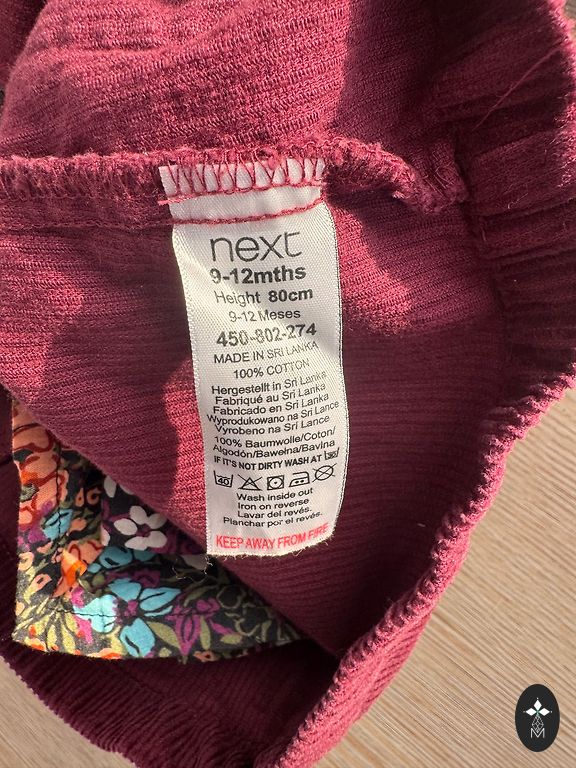 next
9-12mths
Height 80cm
9-12 Meses
450-802-274
MADE IN SRI LANKA
100% COTTON
Hergestellt in Sri Lanka
Fabriqué au Sri Lanka
Fabricado en Sri Lanka
Wyprodukowano na Sri Lance
Vyrobeno na Sri Lance
100% Baumwolle/Coton/
Algodón/Bawełna/Bavlna
IF IT'S NOT DIRTY WASH AT 30
40
Wash inside out
Iron on reverse
Lavar del revés.
Planchar por el revés.
KEEP AWAY FROM FIRE
M